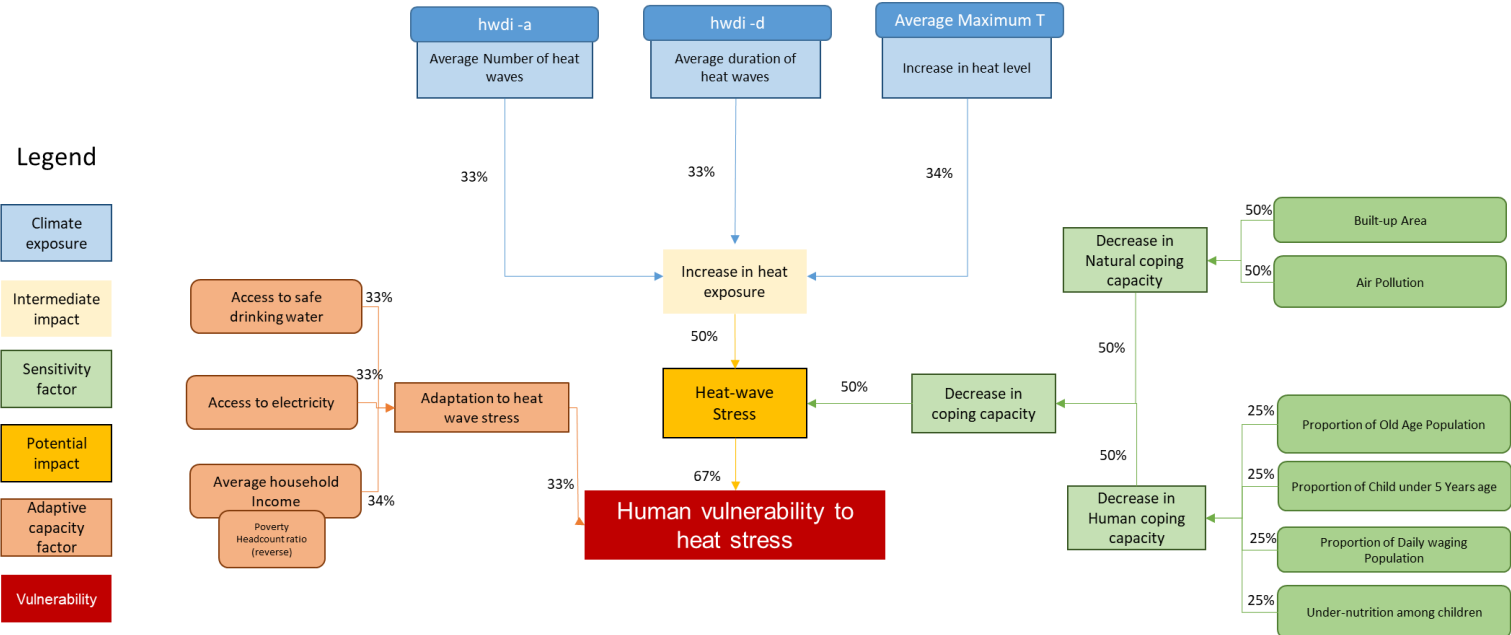 hwdi -a
Average Number of heat
waves
hwdi -d
Average duration of
heat waves
Average Maximum T
Increase in heat level
33%
33%
34%
Legend
Climate
exposure
Intermediate
impact
Sensitivity
factor
Potential
impact
Adaptive
capacity
factor
Vulnerability
Increase in heat
exposure
50%
Access to safe
drinking water
33%
Access to electricity
33%
Average household
Income
34%
Poverty
Headcount ratio
(reverse)
Adaptation to heat
wave stress
33%
Heat-wave
Stress
67%
Human vulnerability to
heat stress
50%
Decrease in
coping capacity
50%
50%
Decrease in
Natural coping
capacity
Decrease in
Human coping
capacity
50%
Built-up Area
50%
Air Pollution
25%
Proportion of Old Age Population
25%
Proportion of Child under 5 Years age
25%
Proportion of Daily waging
Population
25%
Under-nutrition among children